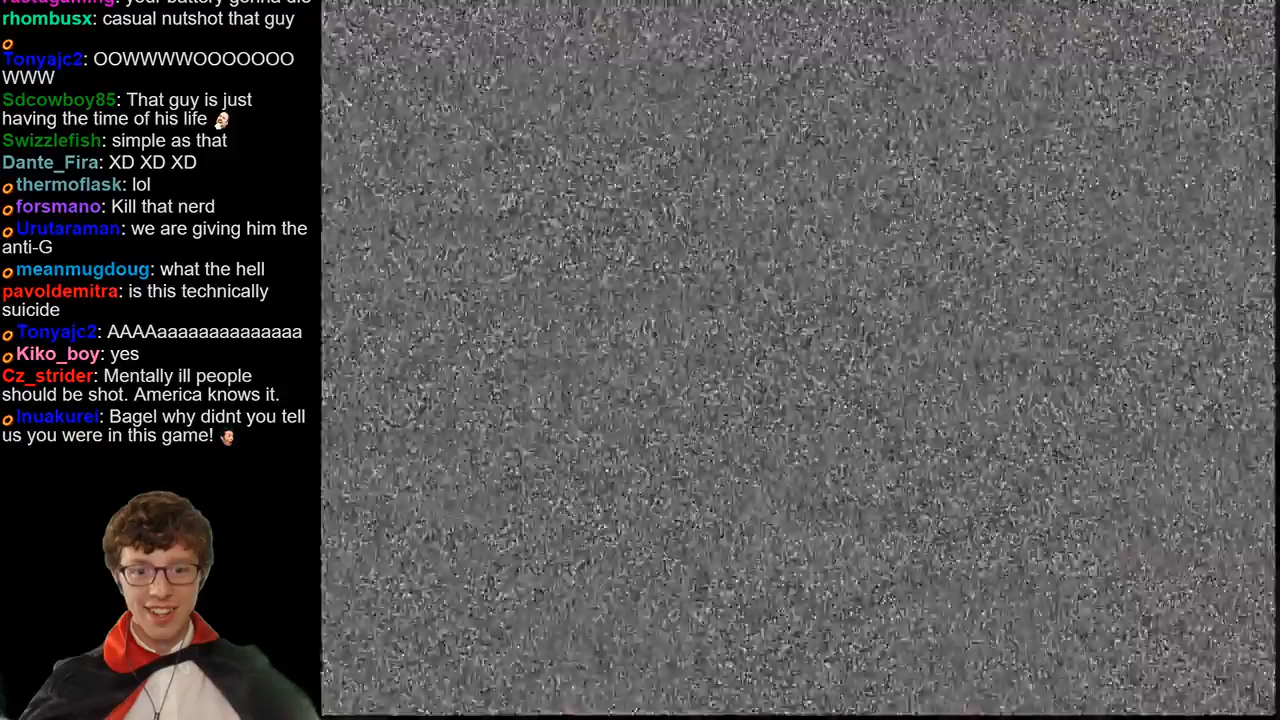 rhombusx: casual nutshot that guy
Tonyajc2: OOWWWWOOOOOOO
WWW
Sdcowboy85: That guy is just
having the time of his life
Swizzlefish: simple as that
Dante_Fira: XD XD XD
thermoflask: lol
forsmano: Kill that nerd
Urutaraman: we are giving him the
anti-G
meanmugdoug: what the hell
pavoldemitra: is this technically
suicide
Tonyajc2: AAAAaaaaaaaaaaaaaa
Kiko_boy: yes
Cz_strider: Mentally ill people
should be shot. America knows it.
Inuakurei: Bagel why didnt you tell
us you were in this game!